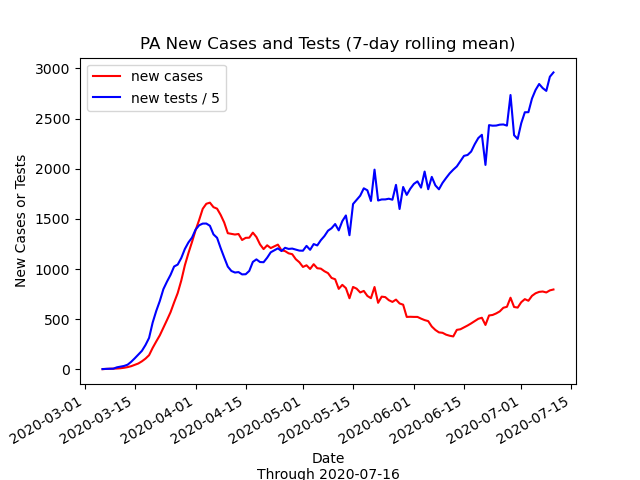 PA New Cases and Tests (7-day rolling mean)
new cases
new tests / 5
New Cases or Tests
3000
2500
2000
1500
1000
500
0
2020-03-01
2020-03-15
2020-04-01
2020-04-15
2020-05-01
2020-05-15
2020-06-01
2020-06-15
2020-07-01
2020-07-15
Date
Through 2020-07-16